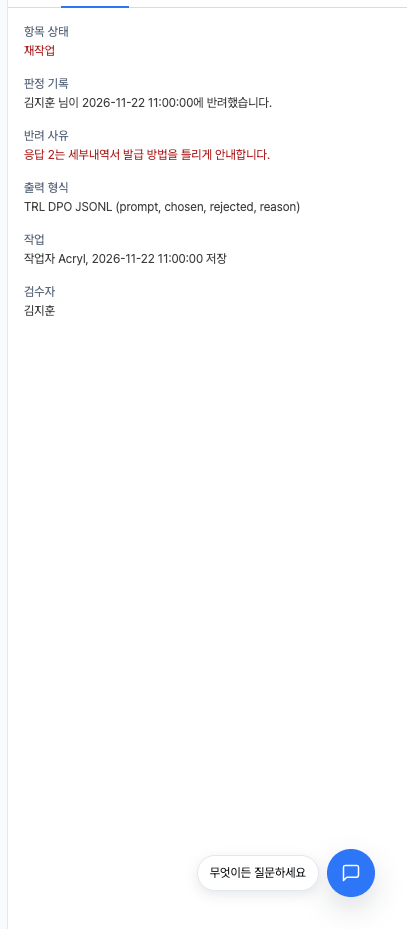 항목 상태
재작업
판정 기록
김지훈 님이 2026-11-22 11:00:00에 반려했습니다.
반려 사유
응답 2는 세부내역서 발급 방법을 틀리게 안내합니다.
출력 형식
TRL DPO JSONL (prompt, chosen, rejected, reason)
작업
작업자 Acryl, 2026-11-22 11:00:00 저장
검수자
김지훈
무엇이든 질문하세요